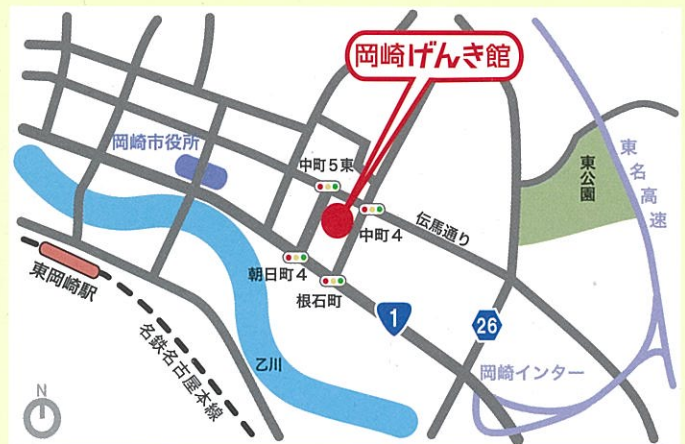 岡崎げんき館
岡崎市役所
中町5東
東公園
東名高速
中町4
伝馬通り
朝日町4
根石町
東岡崎駅
1
26
名鉄名古屋本線
乙川
岡崎インター
N